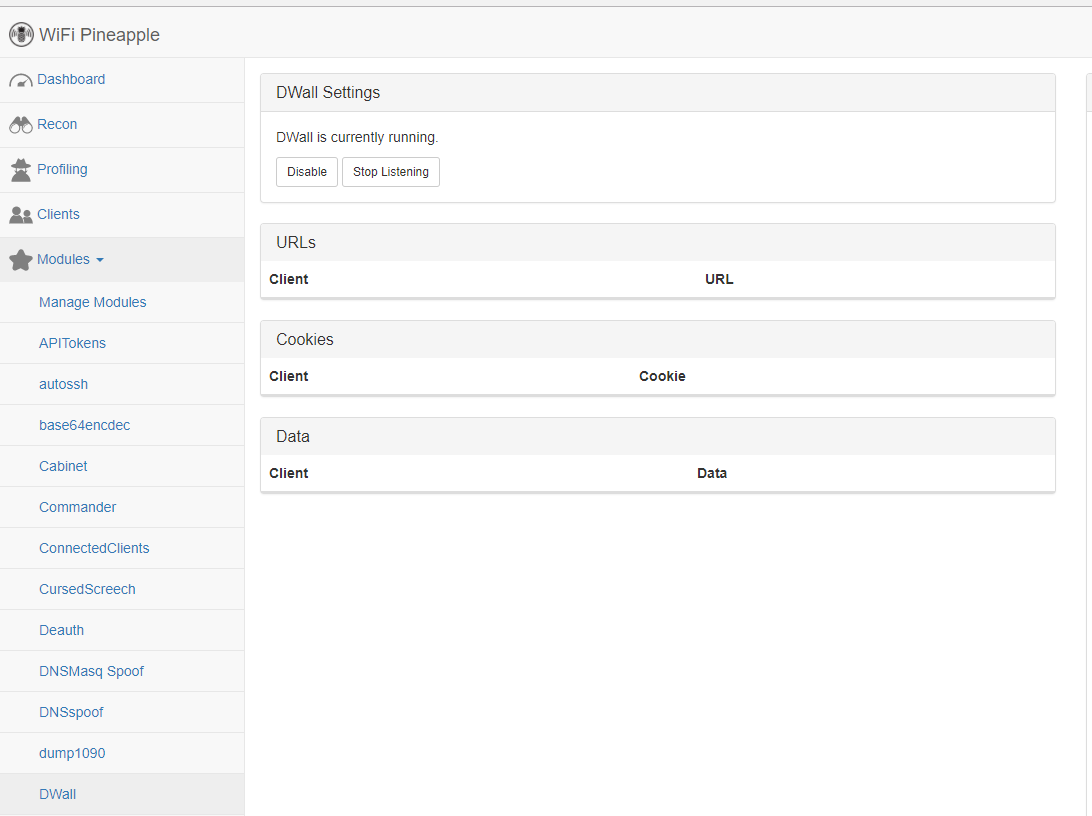 WiFi Pineapple
Dashboard
Recon
Profiling
Clients
Modules
Manage Modules
APITokens
autossh
base64encdec
Cabinet
Commander
ConnectedClients
CursedScreech
Deauth
DNSMasq Spoof
DNSspoof
dump1090
DWall
DWall Settings
DWall is currently running.
Disable Stop Listening
URLs
Client URL
Cookies
Client Cookie
Data
Client Data